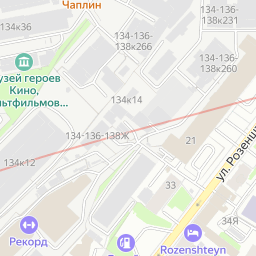 Чаплин
134к36
134-136-
138к231
134-136-
138к266
134-136-
138к260
музей героев
Кино,
льтфильмов...
134к14
134-136-138Ж
134к12
21
ул. Розенш
33
34Я
Рекорд
Rozenshteyn